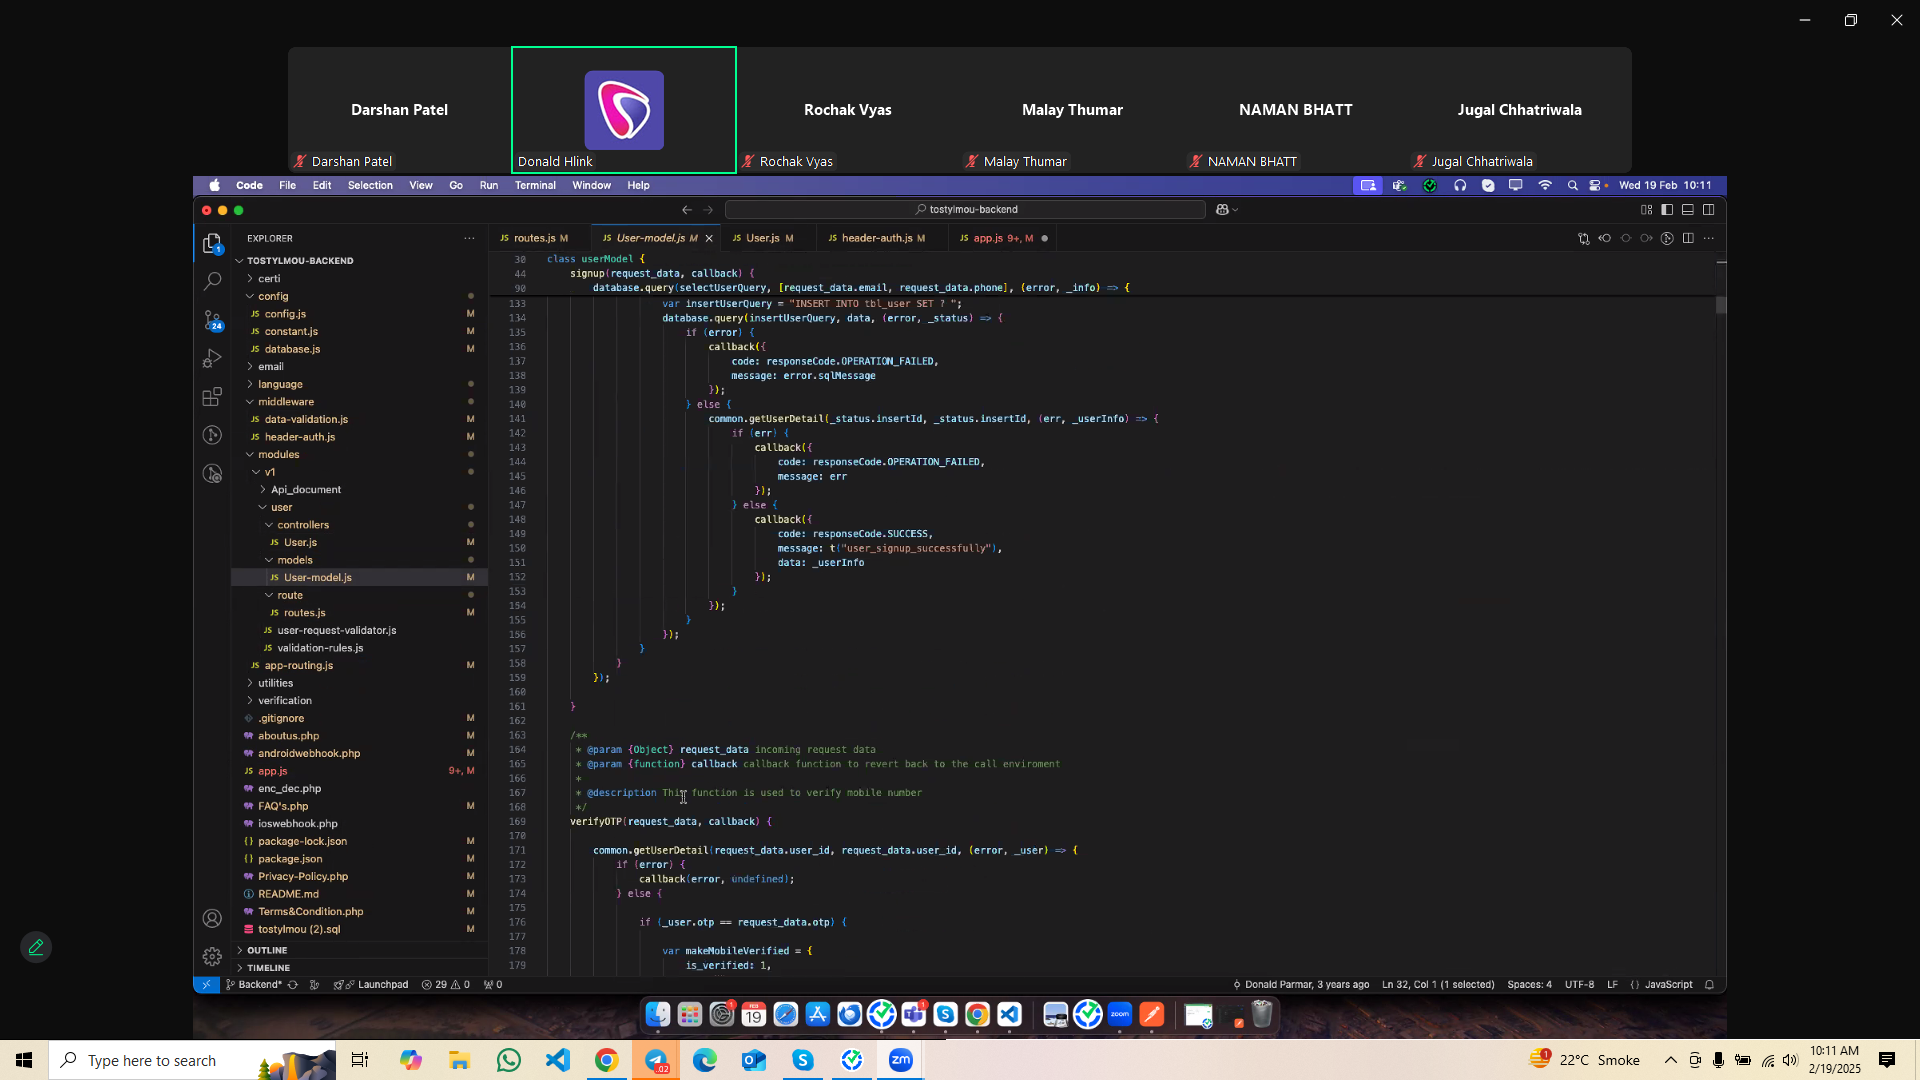 Darshan Patel
Rochak Vyas
Malay Thumar
NAMAN BHATT
Jugal Chhatriwala
Darshan Patel
Donald Hlink
Rochak Vyas
Malay Thumar
NAMAN BHATT
Jugal Chhatriwala
Code File Edit Selection View Go Run Terminal Window Help
Wed 19 Feb 10:11
tostylmou-backend
EXPLORER
routes.js M
User-model.js M
User.js M
header-auth.js M
app.js 9+, M
TOSTYLMOU-BACKEND
certi
config
config.js M
constant.js M
database.js M
email
language
middleware
data-validation.js M
header-auth.js M
modules
v1
Api_document
user
controllers
User.js M
models
User-model.js M
route
routes.js M
user-request-validator.js
validation-rules.js
app-routing.js M
utilities
verification
.gitignore M
aboutus.php M
androidwebhook.php M
app.js 9+, M
enc_dec.php
FAQ's.php M
ioswebhook.php
package-lock.json M
package.json M
Privacy-Policy.php M
README.md M
Terms&Condition.php M
tostylmou (2).sql M
OUTLINE
TIMELINE
1
24
30 class userModel {
44 signup(request_data, callback) {
90 database.query(selectUserQuery, [request_data.email, request_data.phone], (error, _info) => {
133 var insertUserQuery = "INSERT INTO tbl_user SET ? ";
134 database.query(insertUserQuery, data, (error, _status) => {
135 if (error) {
136 callback({
137 code: responseCode.OPERATION_FAILED,
138 message: error.sqlMessage
139 });
140 } else {
141 common.getUserDetail(_status.insertId, _status.insertId, (err, _userInfo) => {
142 if (err) {
143 callback({
144 code: responseCode.OPERATION_FAILED,
145 message: err
146 });
147 } else {
148 callback({
149 code: responseCode.SUCCESS,
150 message: t("user_signup_successfully"),
151 data: _userInfo
152 });
153 }
154 });
155 }
156 });
157 }
158 }
159 });
160
161 }
162
163 /**
164 * @param {Object} request_data incoming request data
165 * @param {function} callback callback function to revert back to the call enviroment
166 *
167 * @description This function is used to verify mobile number
168 */
169 verifyOTP(request_data, callback) {
170
171 common.getUserDetail(request_data.user_id, request_data.user_id, (error, _user) => {
172 if (error) {
173 callback(error, undefined);
174 } else {
175
176 if (_user.otp == request_data.otp) {
177
178 var makeMobileVerified = {
179 is_verified: 1,
Backend* Launchpad 29 0 0
Donald Parmar, 3 years ago Ln 32, Col 1 (1 selected) Spaces: 4 UTF-8 LF {} JavaScript
FEB
19
zoom
Type here to search
.02
zm
1
22°C Smoke
10:11 AM
2/19/2025